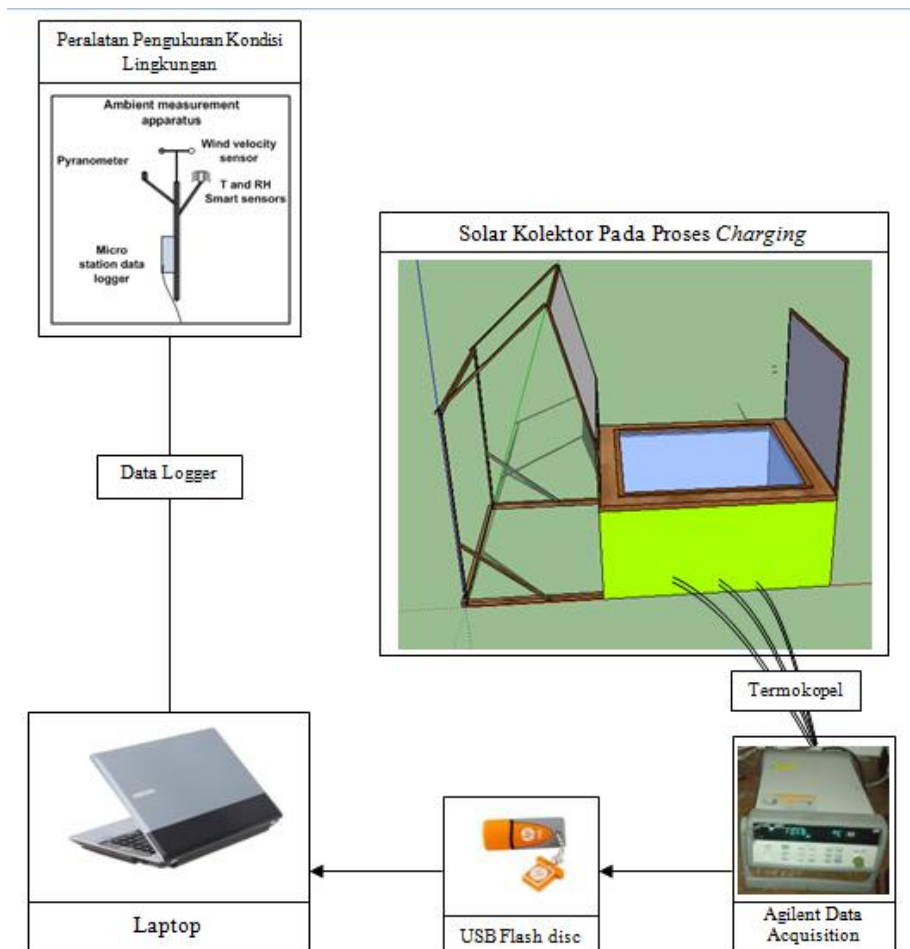 Peralatan Pengukuran Kondisi
Lingkungan
Ambient measurement
apparatus
Wind velocity
sensor
Pyranometer
T and RH
Smart sensors
Micro
station data
logger
Solar Kolektor Pada Proses Charging
Data Logger
Termokopel
Laptop
USB Flash disc
Agilent Data
Acquisition